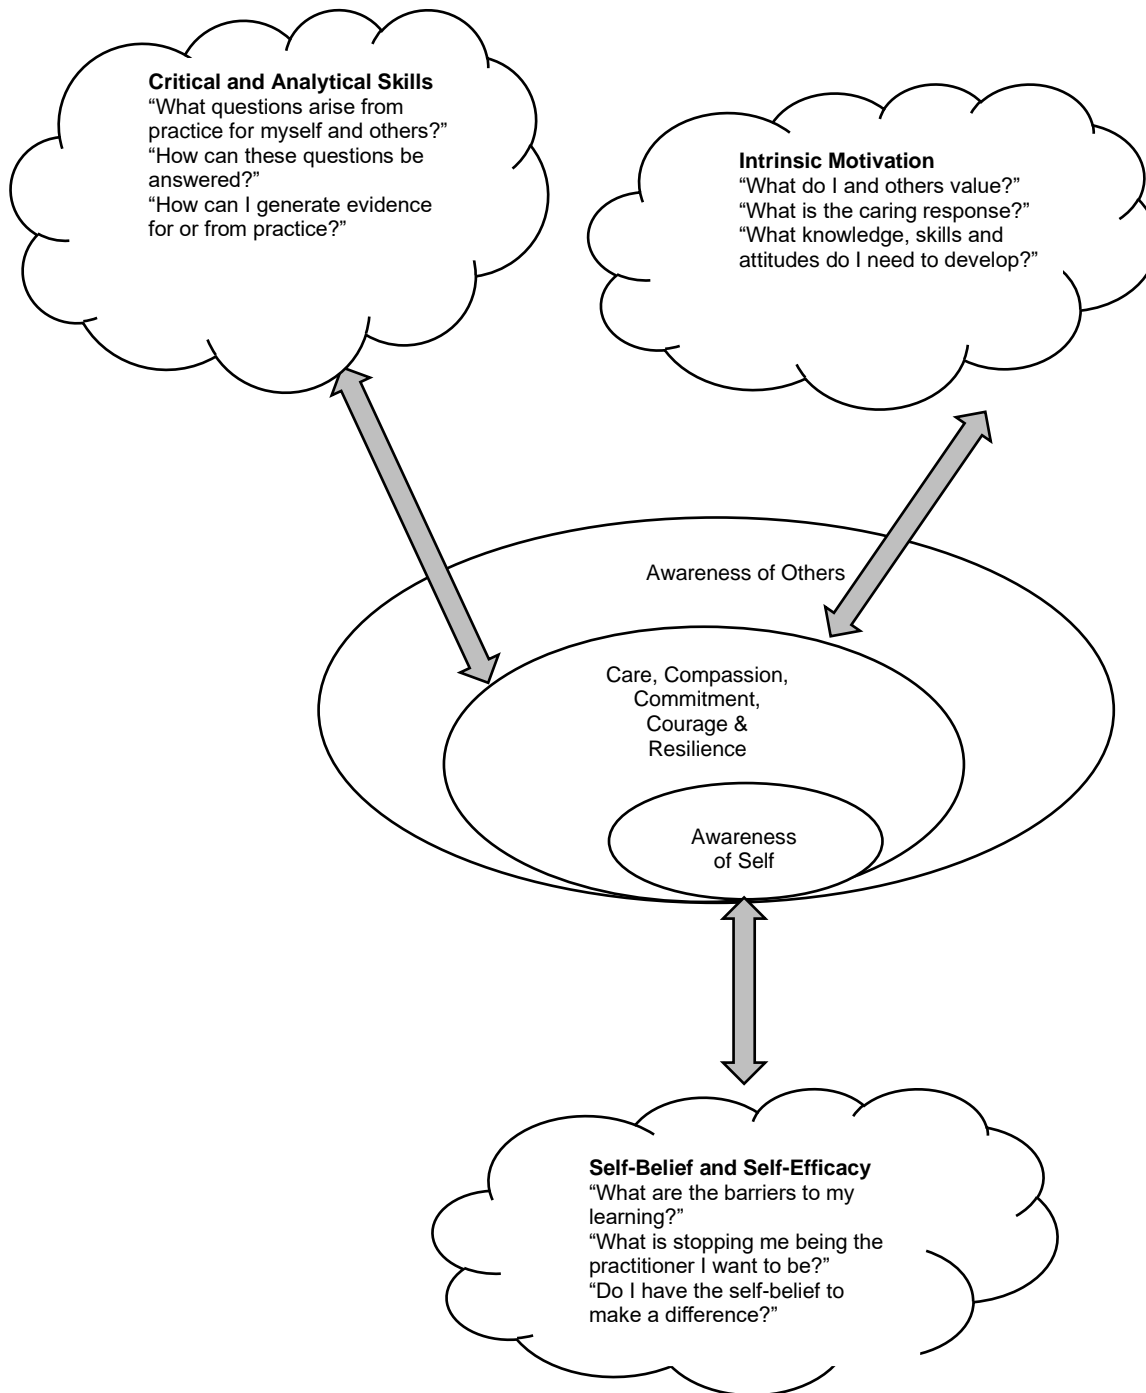 Critical and Analytical Skills
“What questions arise from
practice for myself and others?”
“How can these questions be
answered?”
“How can I generate evidence
for or from practice?”
Intrinsic Motivation
“What do I and others value?”
“What is the caring response?”
“What knowledge, skills and
attitudes do I need to develop?”
Awareness of Others
Care, Compassion,
Commitment,
Courage &
Resilience
Awareness
of Self
Self-Belief and Self-Efficacy
“What are the barriers to my
learning?”
“What is stopping me being the
practitioner I want to be?”
“Do I have the self-belief to
make a difference?”